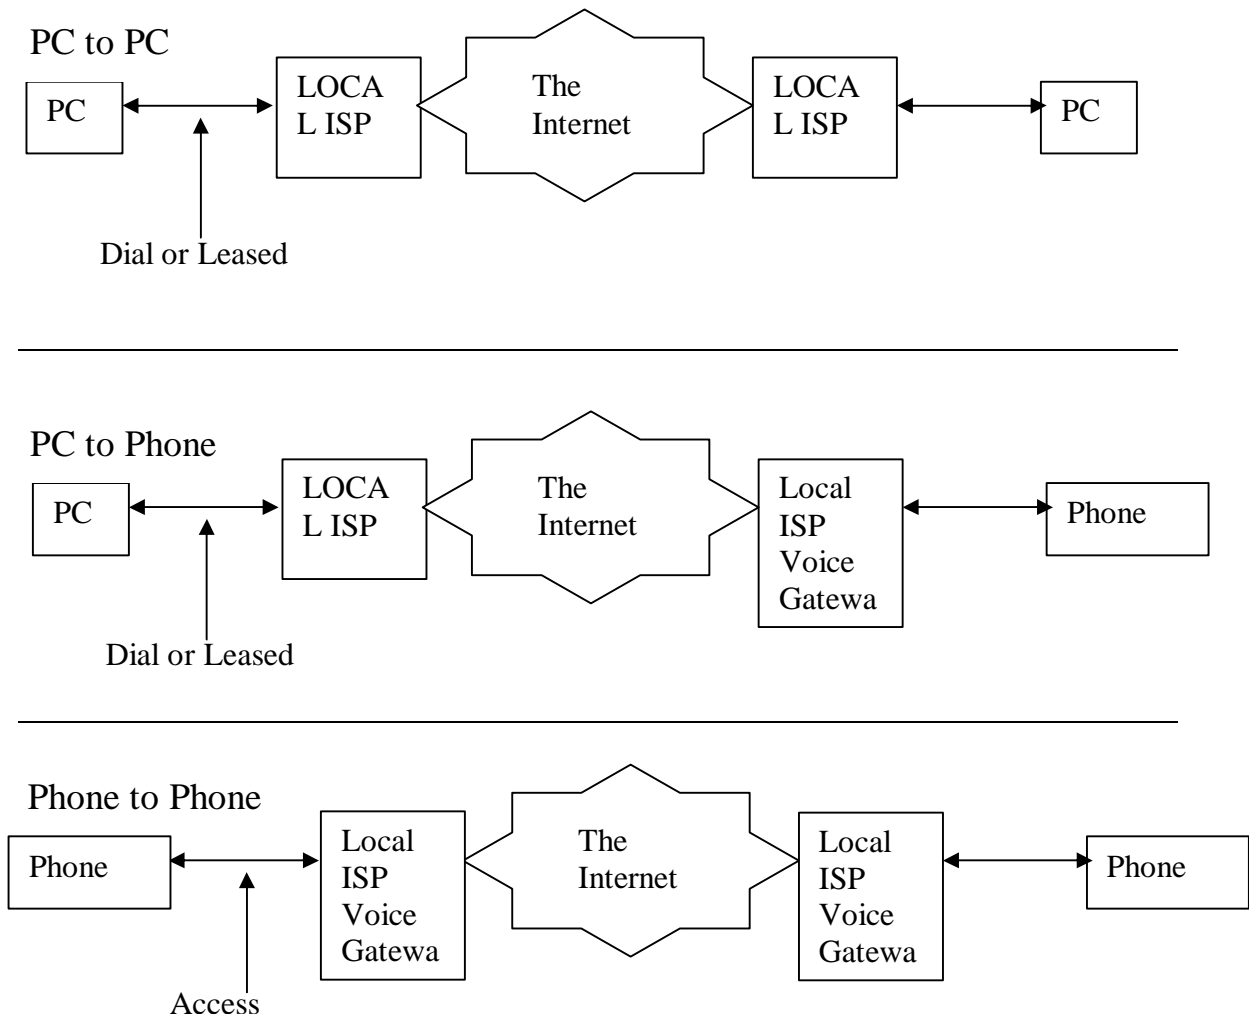 PC to PC
PC
LOCA
L ISP
The
Internet
LOCA
L ISP
PC
Dial or Leased
PC to Phone
PC
LOCA
L ISP
The
Internet
Local
ISP
Voice
Gatewa
Phone
Dial or Leased
Phone to Phone
Phone
Local
ISP
Voice
Gatewa
The
Internet
Local
ISP
Voice
Gatewa
Phone
Access